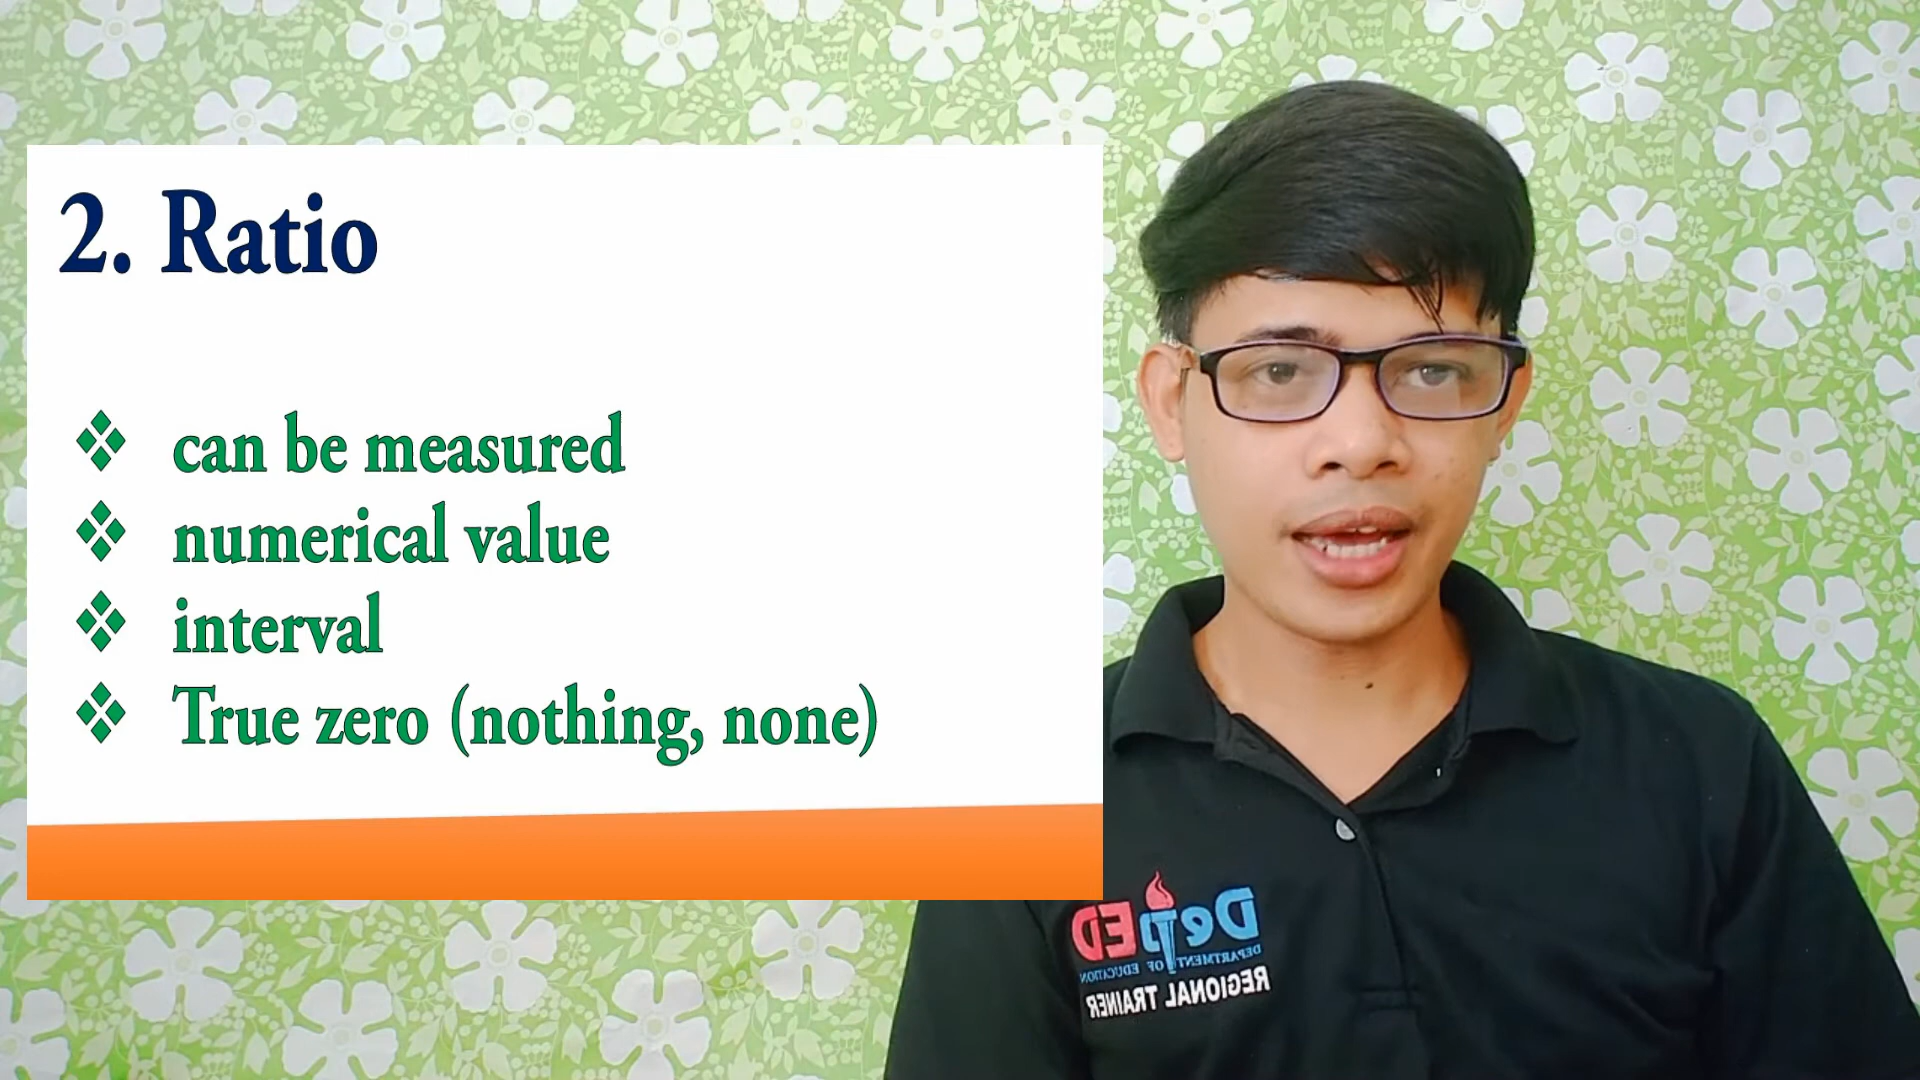 2. Ratio
❖ can be measured
❖ numerical value
❖ interval
❖ True zero (nothing, none)
DepED
DEPARTMENT OF EDUCATION
REGIONAL TRAINER